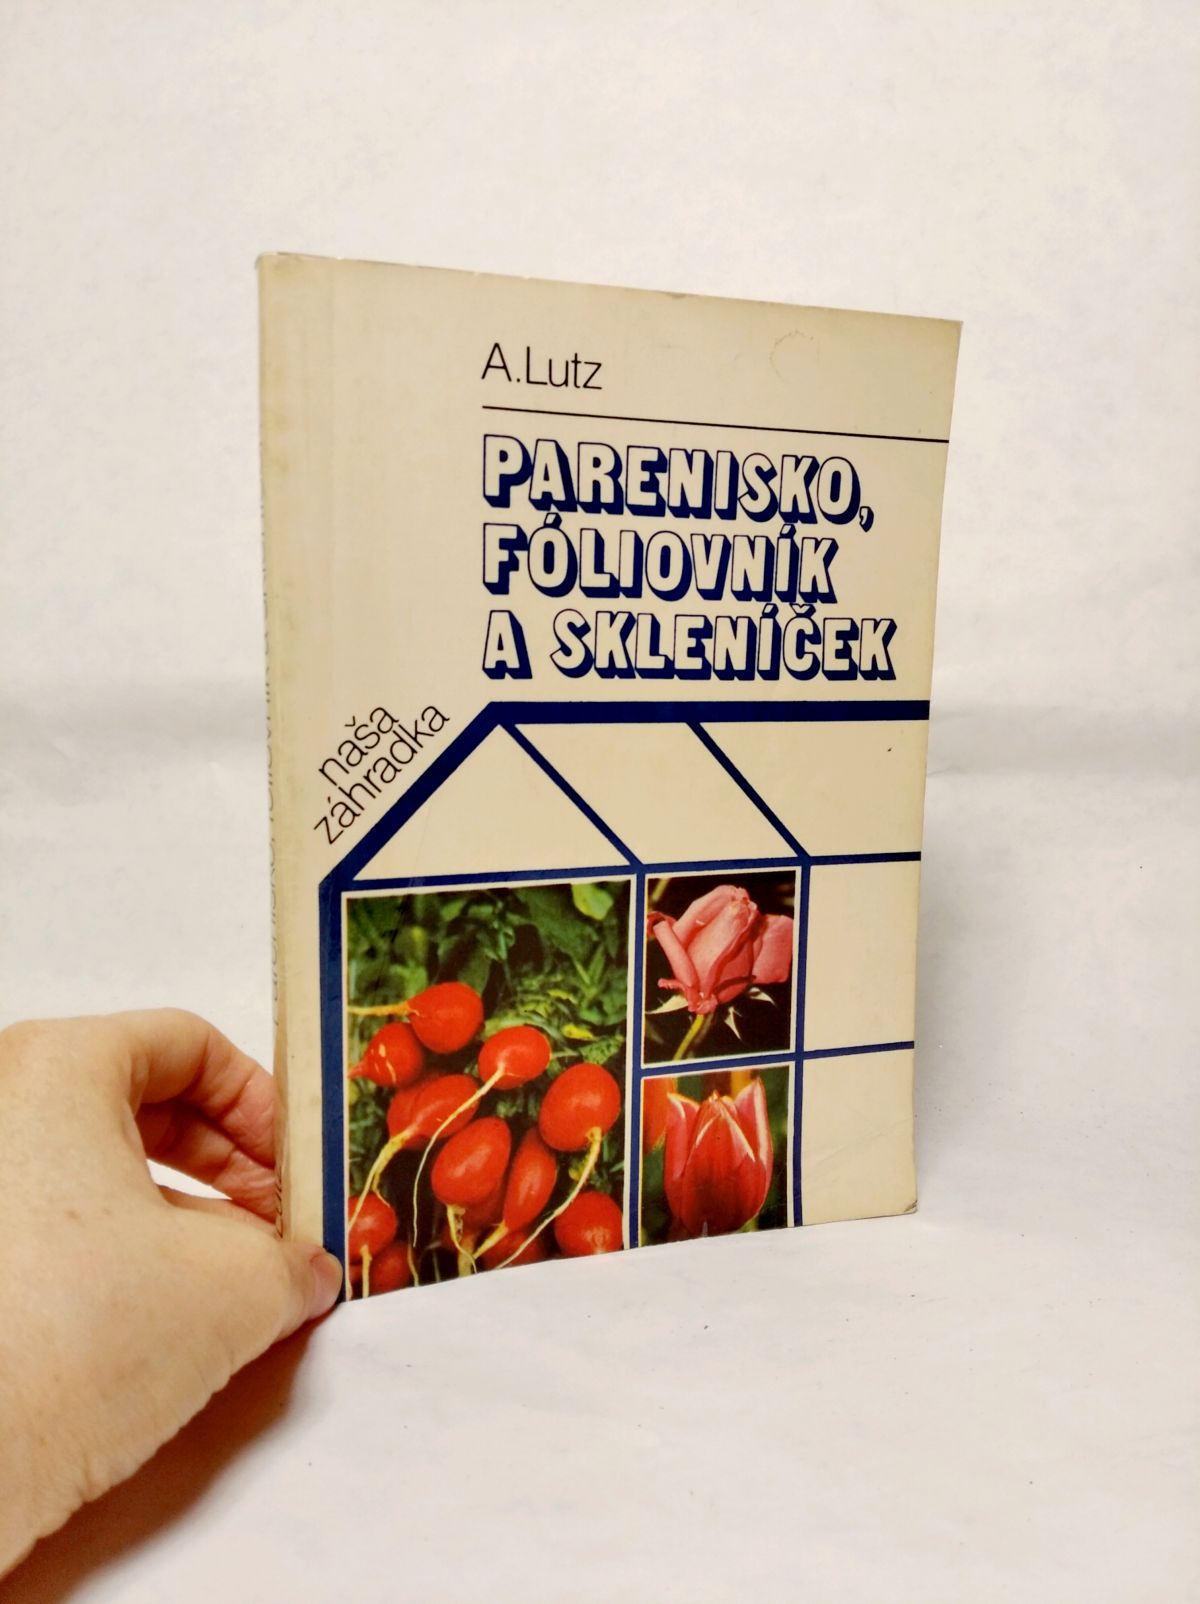 A. Lutz
PARENISKO,
FÓLIOVNÍK
A SKLENÍČEK
naša
záhradka